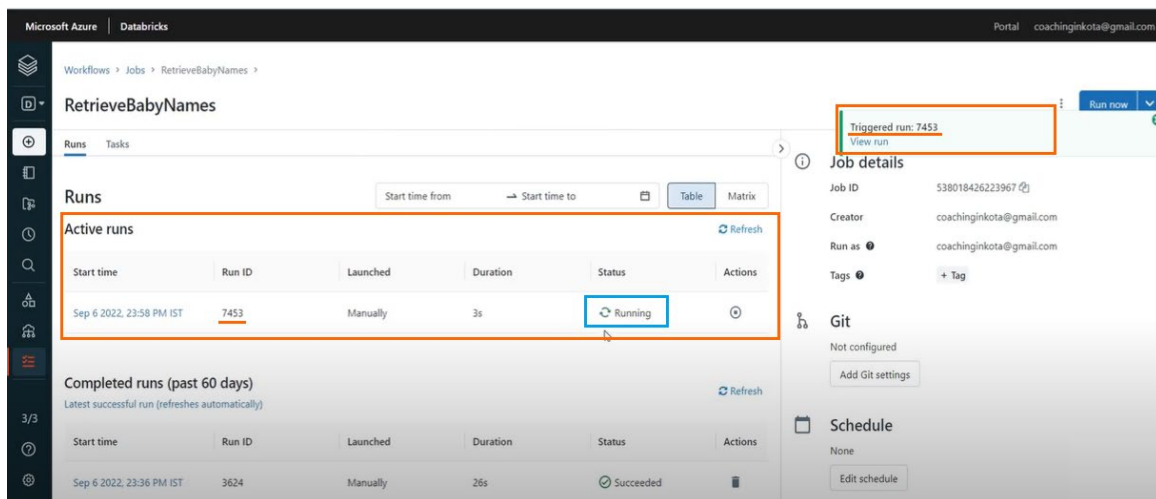 Microsoft Azure Databricks Portal coachinginkota@gmail.com
Workflows > Jobs > RetrieveBabyNames >
D
RetrieveBabyNames
Run now
Triggered run: 7453
View run
Runs Tasks
Job details
Job ID 538018426223967
Runs
Start time from Start time to
Table Matrix
Creator coachinginkota@gmail.com
Active runs
Refresh
Run as coachinginkota@gmail.com
Start time Run ID Launched Duration Status Actions
Tags + Tag
Sep 6 2022, 23:58 PM IST 7453 Manually 3s Running
Git
Not configured
Add Git settings
Completed runs (past 60 days)
Refresh
Latest successful run (refreshes automatically)
3/3
Schedule
Start time Run ID Launched Duration Status Actions
None
Sep 6 2022, 23:36 PM IST 3624 Manually 26s Succeeded
Edit schedule